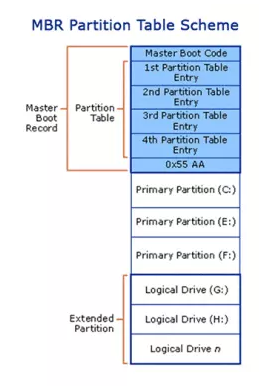 MBR Partition Table Scheme
Master Boot Code
1st Partition Table
Entry
2nd Partition Table
Entry
3rd Partition Table
Entry
4th Partition Table
Entry
0x55 AA
Master
Boot
Record
Partition
Table
Primary Partition (C:)
Primary Partition (E:)
Primary Partition (F:)
Logical Drive (G:)
Logical Drive (H:)
Logical Drive n
Extended
Partition